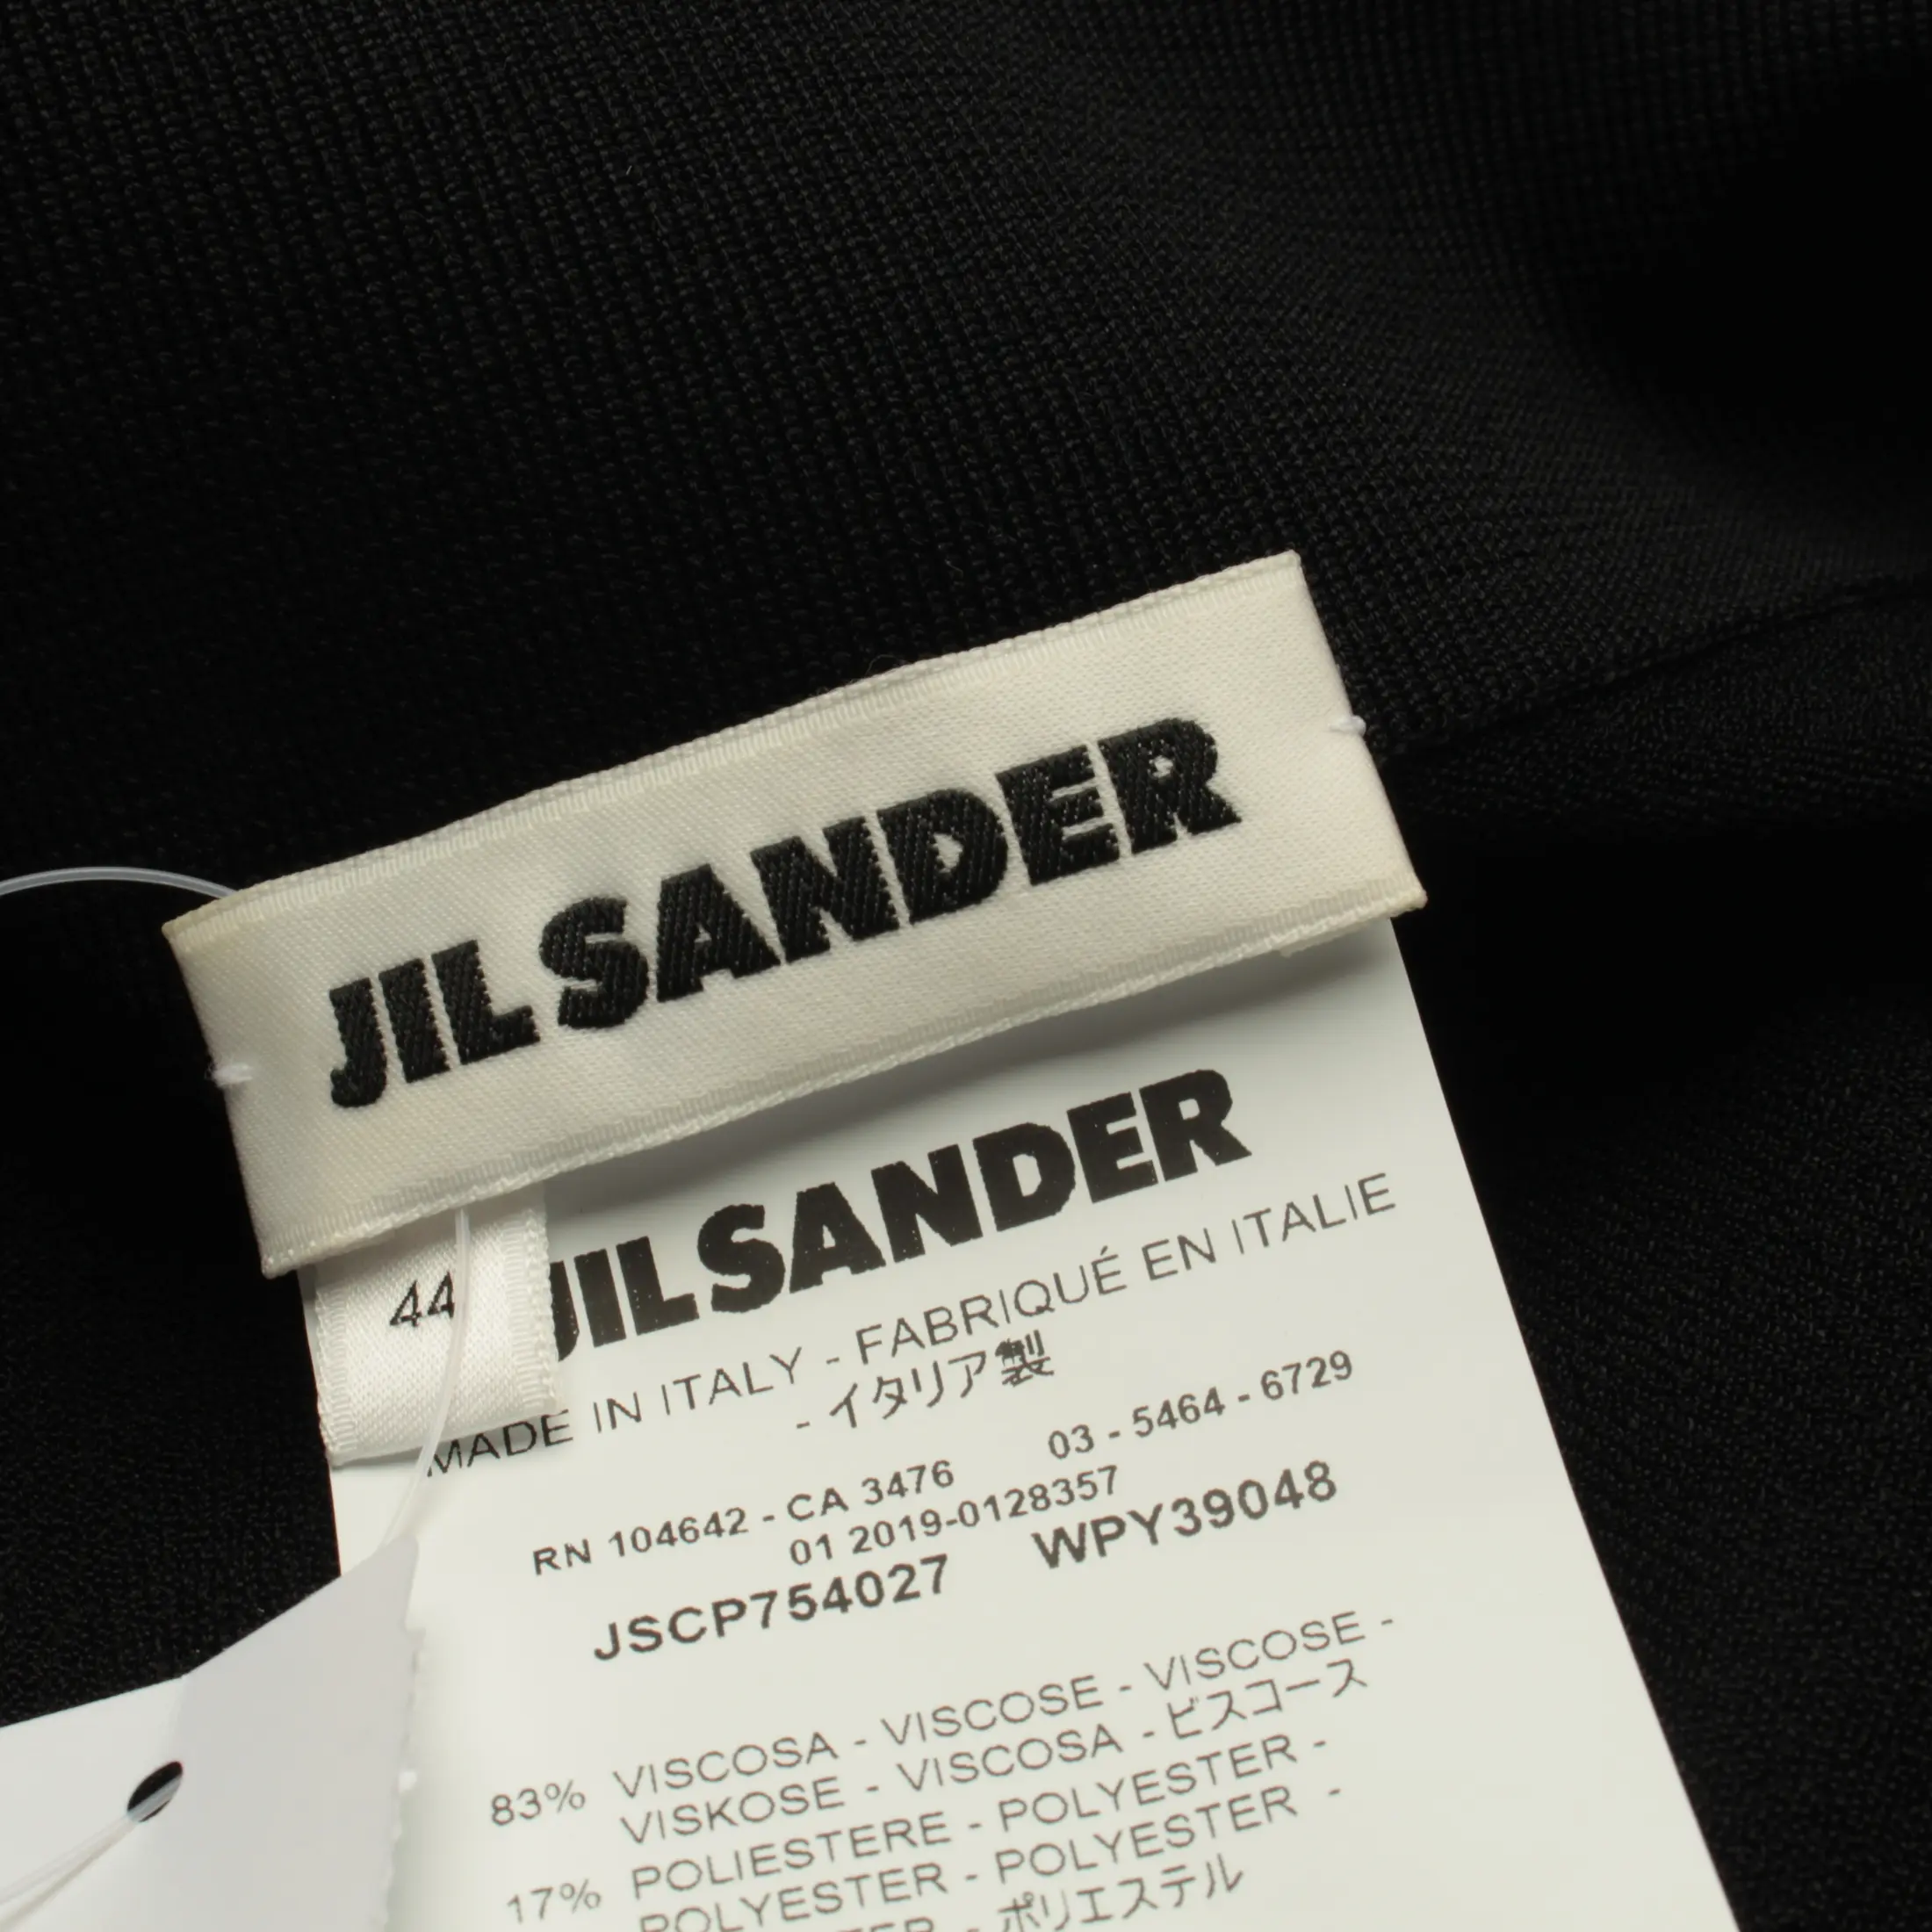 JIL SANDER
44
JIL SANDER
MADE IN ITALY - FABRIQUÉ EN ITALIE
- イタリア製
RN 104642 - CA 3476 03 - 5464 - 6729
01 2019-0128357
JSCP754027 WPY39048
83% VISCOSA - VISCOSE - VISCOSE -
VISKOSE - VISCOSA - ビスコース
17% POLIESTERE - POLYESTER -
POLYESTER - POLYESTER -
- ポリエステル